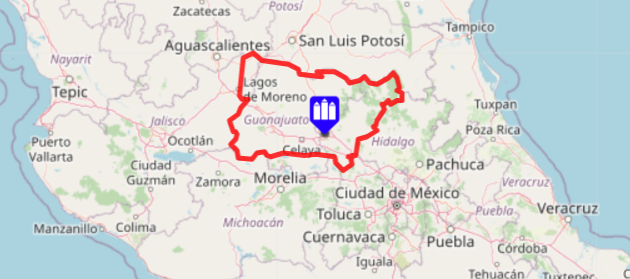 Zacatecas
Potosí
Tampico
Aguascalientes
San Luis Potosí
Nayarit
Tepic
Lagos
de Moreno
Tuxpan
Jalisco
Guanajuato
Poza Rica
Puerto
Vallarta
Ocotlán
Hidalgo
Celaya
Ciudad
Guzmán
Zamora
Morelia
Pachuca
Ciudad de México
Veracruz
Michoacán
Toluca
Puebla
Veracruz
Manzanillo
Colima
Cuernavaca
Puebla
Córdoba
Iguala
Tehuacán
Tuxtepec